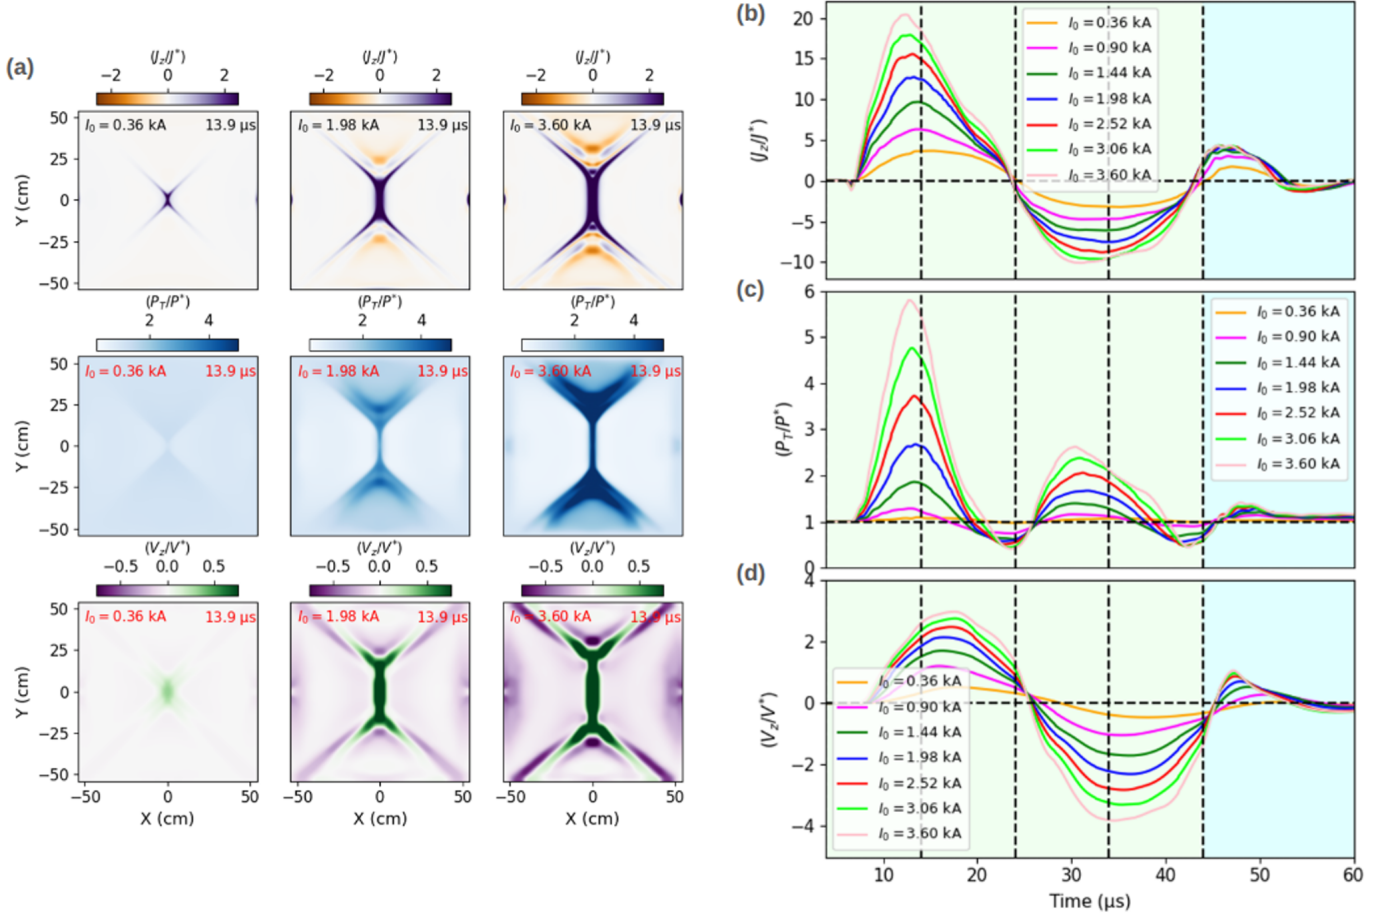 (a)
(J_z/J*)
−2 0 2
(J_z/J*)
−2 0 2
(J_z/J*)
−2 0 2
I_0 = 0.36 kA 13.9 μs
I_0 = 1.98 kA 13.9 μs
I_0 = 3.60 kA 13.9 μs
50
25
0
−25
−50
Y (cm)
(P_T/P*)
2 4
(P_T/P*)
2 4
(P_T/P*)
2 4
I_0 = 0.36 kA 13.9 μs
I_0 = 1.98 kA 13.9 μs
I_0 = 3.60 kA 13.9 μs
50
25
0
−25
−50
Y (cm)
(V_z/V*)
−0.5 0.0 0.5
(V_z/V*)
−0.5 0.0 0.5
(V_z/V*)
−0.5 0.0 0.5
I_0 = 0.36 kA 13.9 μs
I_0 = 1.98 kA 13.9 μs
I_0 = 3.60 kA 13.9 μs
50
25
0
−25
−50
Y (cm)
−50 0 50
−50 0 50
−50 0 50
X (cm)
X (cm)
X (cm)
(b)
20
15
10
5
0
−5
−10
(J_z/J*)
I_0 = 0.36 kA
I_0 = 0.90 kA
I_0 = 1.44 kA
I_0 = 1.98 kA
I_0 = 2.52 kA
I_0 = 3.06 kA
I_0 = 3.60 kA
(c)
6
5
4
3
2
1
0
(P_T/P*)
I_0 = 0.36 kA
I_0 = 0.90 kA
I_0 = 1.44 kA
I_0 = 1.98 kA
I_0 = 2.52 kA
I_0 = 3.06 kA
I_0 = 3.60 kA
(d)
4
2
0
−2
−4
(V_z/V*)
I_0 = 0.36 kA
I_0 = 0.90 kA
I_0 = 1.44 kA
I_0 = 1.98 kA
I_0 = 2.52 kA
I_0 = 3.06 kA
I_0 = 3.60 kA
10 20 30 40 50 60
Time (μs)